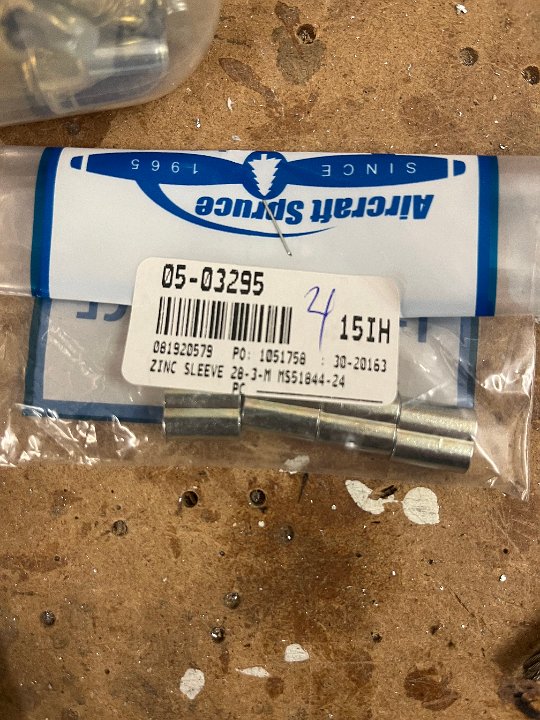 SINCE 1965
Aircraft Spruce
05-03295
4 15IH
081920579 PO: 1051758 : 30-20163
ZINC SLEEVE 28-3-M MS51844-24
PC